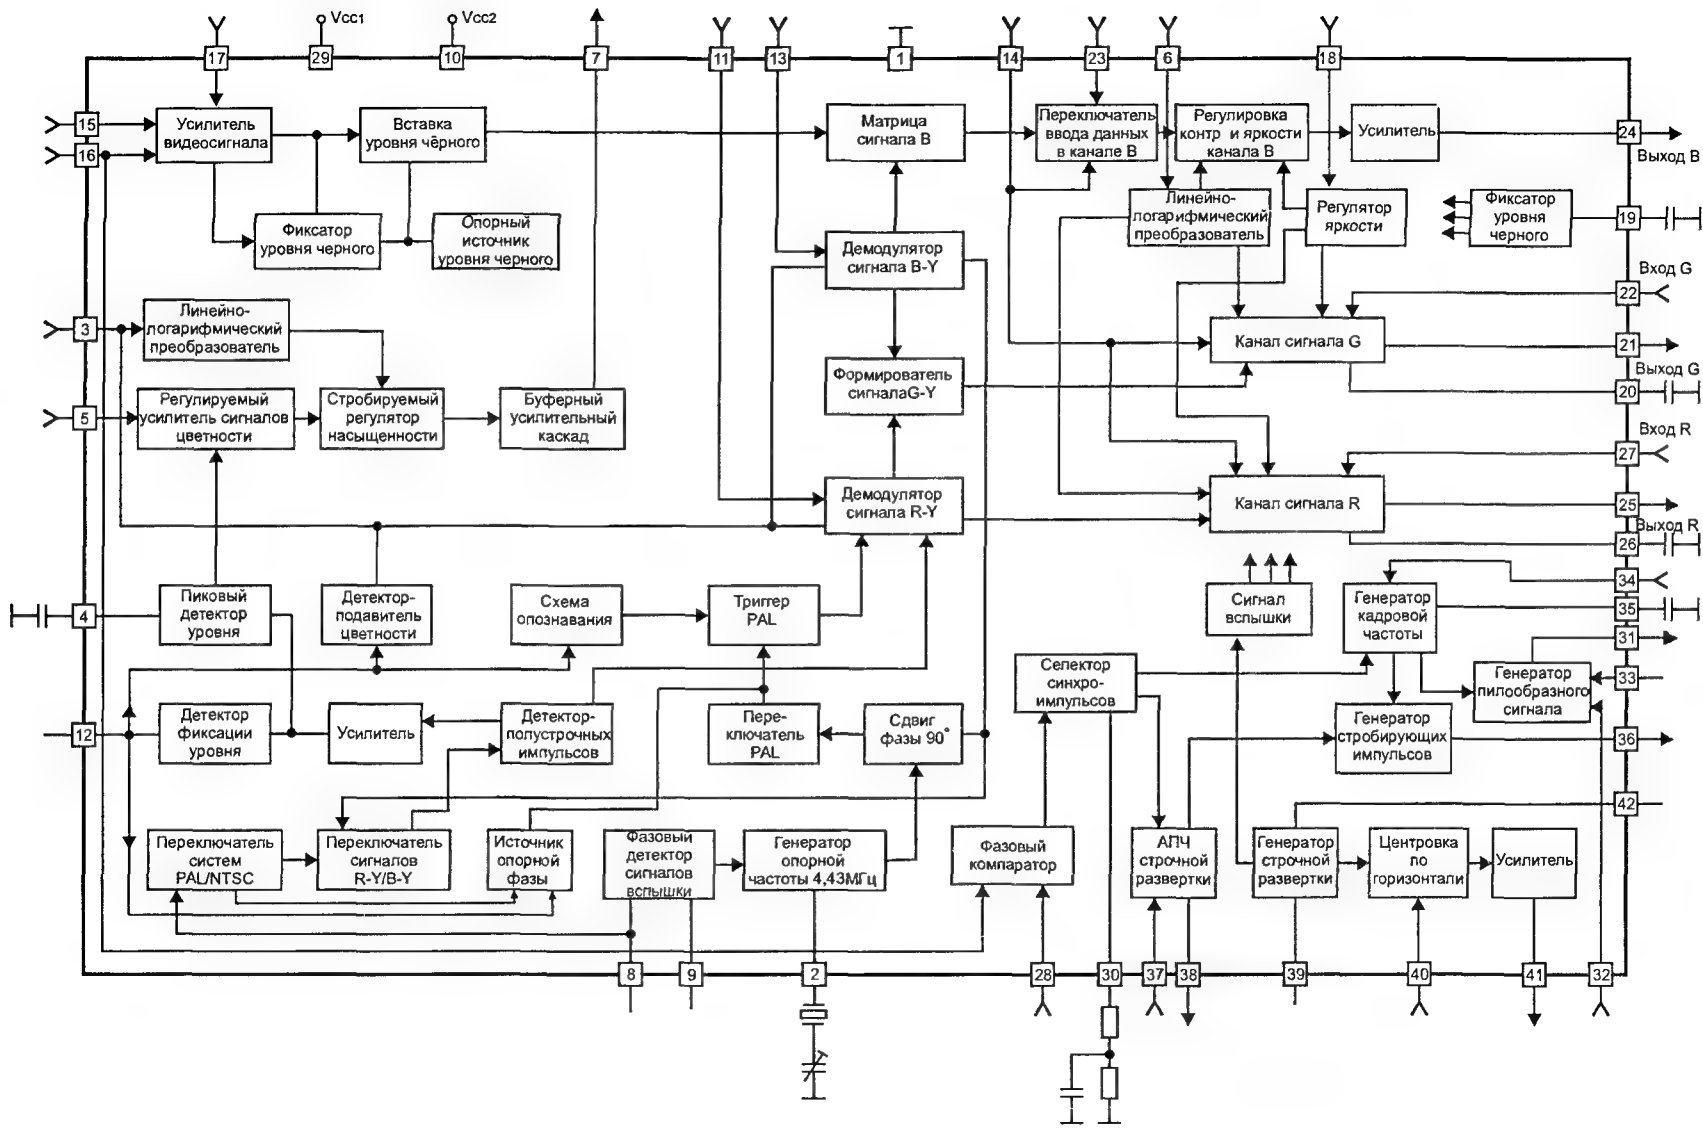 Vcc1
Vcc2
17
29
10
7
11
13
1
14
23
6
18
15
16
Усилитель
видеосигнала
Вставка
уровня чёрного
Матрица
сигнала B
Переключатель
ввода данных
в канале B
Регулировка
контр и яркости
канала B
Усилитель
24
Выход B
Фиксатор
уровня черного
Опорный
источник
уровня черного
Демодулятор
сигнала B-Y
Линейно-
логарифмический
преобразователь
Регулятор
яркости
Фиксатор
уровня
черного
19
Вход G
22
3
Линейно-
логарифмический
преобразователь
Канал сигнала G
21
Выход G
20
5
Регулируемый
усилитель сигналов
цветности
Стробируемый
регулятор
насыщенности
Буферный
усилительный
каскад
Формирователь
сигналаG-Y
Вход R
27
Демодулятор
сигнала R-Y
Канал сигнала R
25
Выход R
26
4
Пиковый
детектор
уровня
Детектор-
подавитель
цветности
Схема
опознавания
Триггер
PAL
Сигнал
вспышки
Генератор
кадровой
частоты
34
35
31
33
12
Детектор
фиксации
уровня
Усилитель
Детектор-
полустрочных
импульсов
Пере-
ключатель
PAL
Сдвиг
фазы 90°
Селектор
синхро-
импульсов
Генератор
пилообразного
сигнала
Генератор
стробирующих
импульсов
36
42
Переключатель
систем
PAL/NTSC
Переключатель
сигналов
R-Y/B-Y
Источник
опорной
фазы
Фазовый
детектор
сигналов
вспышки
Генератор
опорной
частоты 4,43МГц
Фазовый
компаратор
АПЧ
строчной
развертки
Генератор
строчной
развертки
Центровка
по
горизонтали
Усилитель
8
9
2
28
30
37
38
39
40
41
32